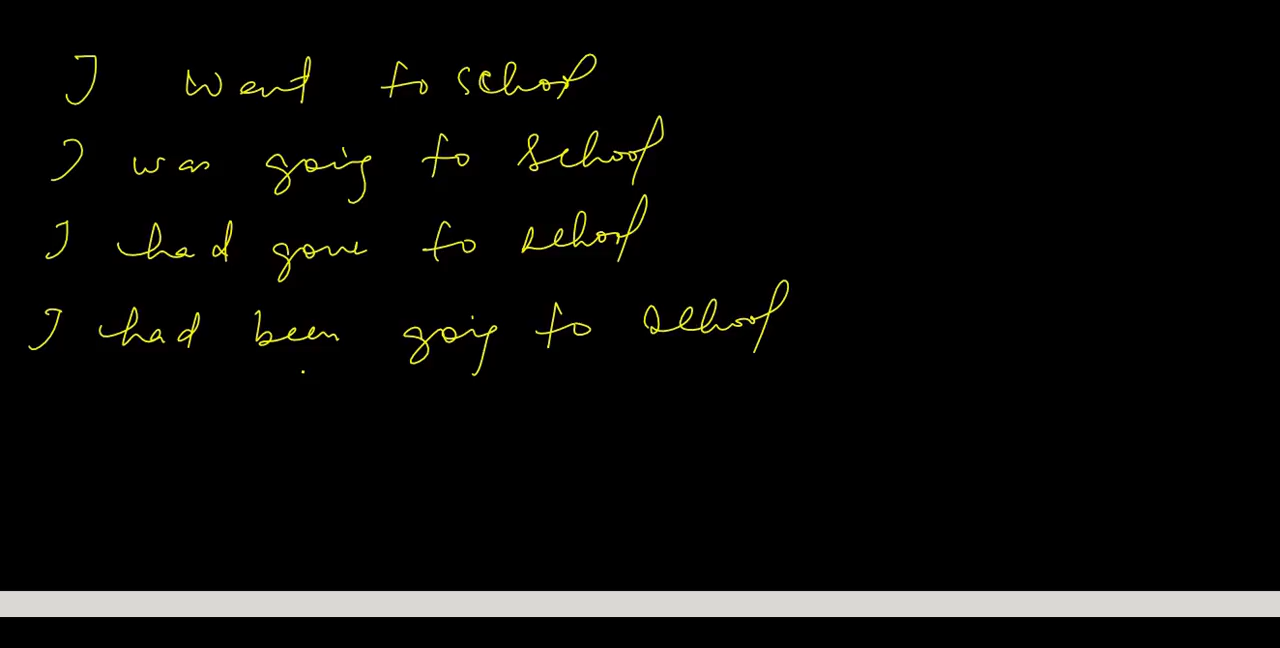 I went to school
I was going to school
I had gone to school
I had been going to school